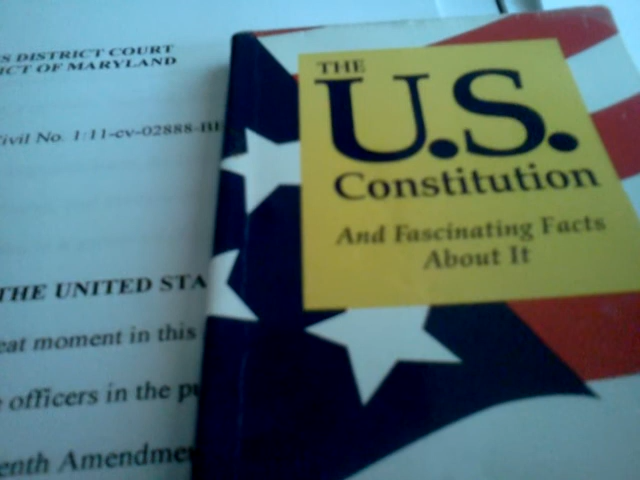 S DISTRICT COURT
ICT OF MARYLAND
ivil No. 1:11-cv-02888-
THE UNITED STA
eat moment in this
officers in the pu
enth Amendme
THE
U.S.
Constitution
And Fascinating Facts
About It